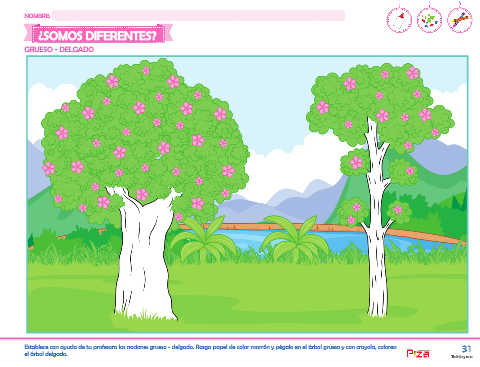 NOMBRE
¿SOMOS DIFERENTES?
GRUESO - DELGADO
Establece con ayuda de tu profesora las nociones grueso - delgado. Rasga papel de color marrón y pégalo en el árbol grueso y con crayola, colorea
el árbol delgado.
31